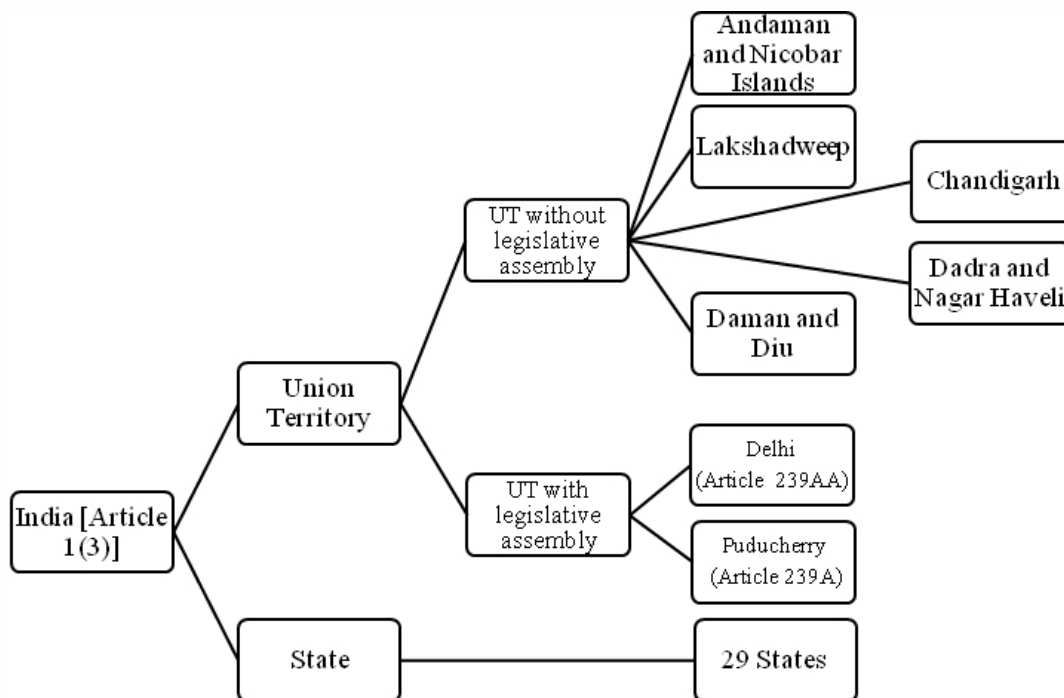 Andaman
and Nicobar
Islands
Lakshadweep
Chandigarh
UT without
legislative
assembly
Dadra and
Nagar Haveli
Daman and
Diu
Union
Territory
Delhi
(Article 239AA)
UT with
legislative
assembly
India [Article
1(3)]
Puducherry
(Article 239A)
State
29 States